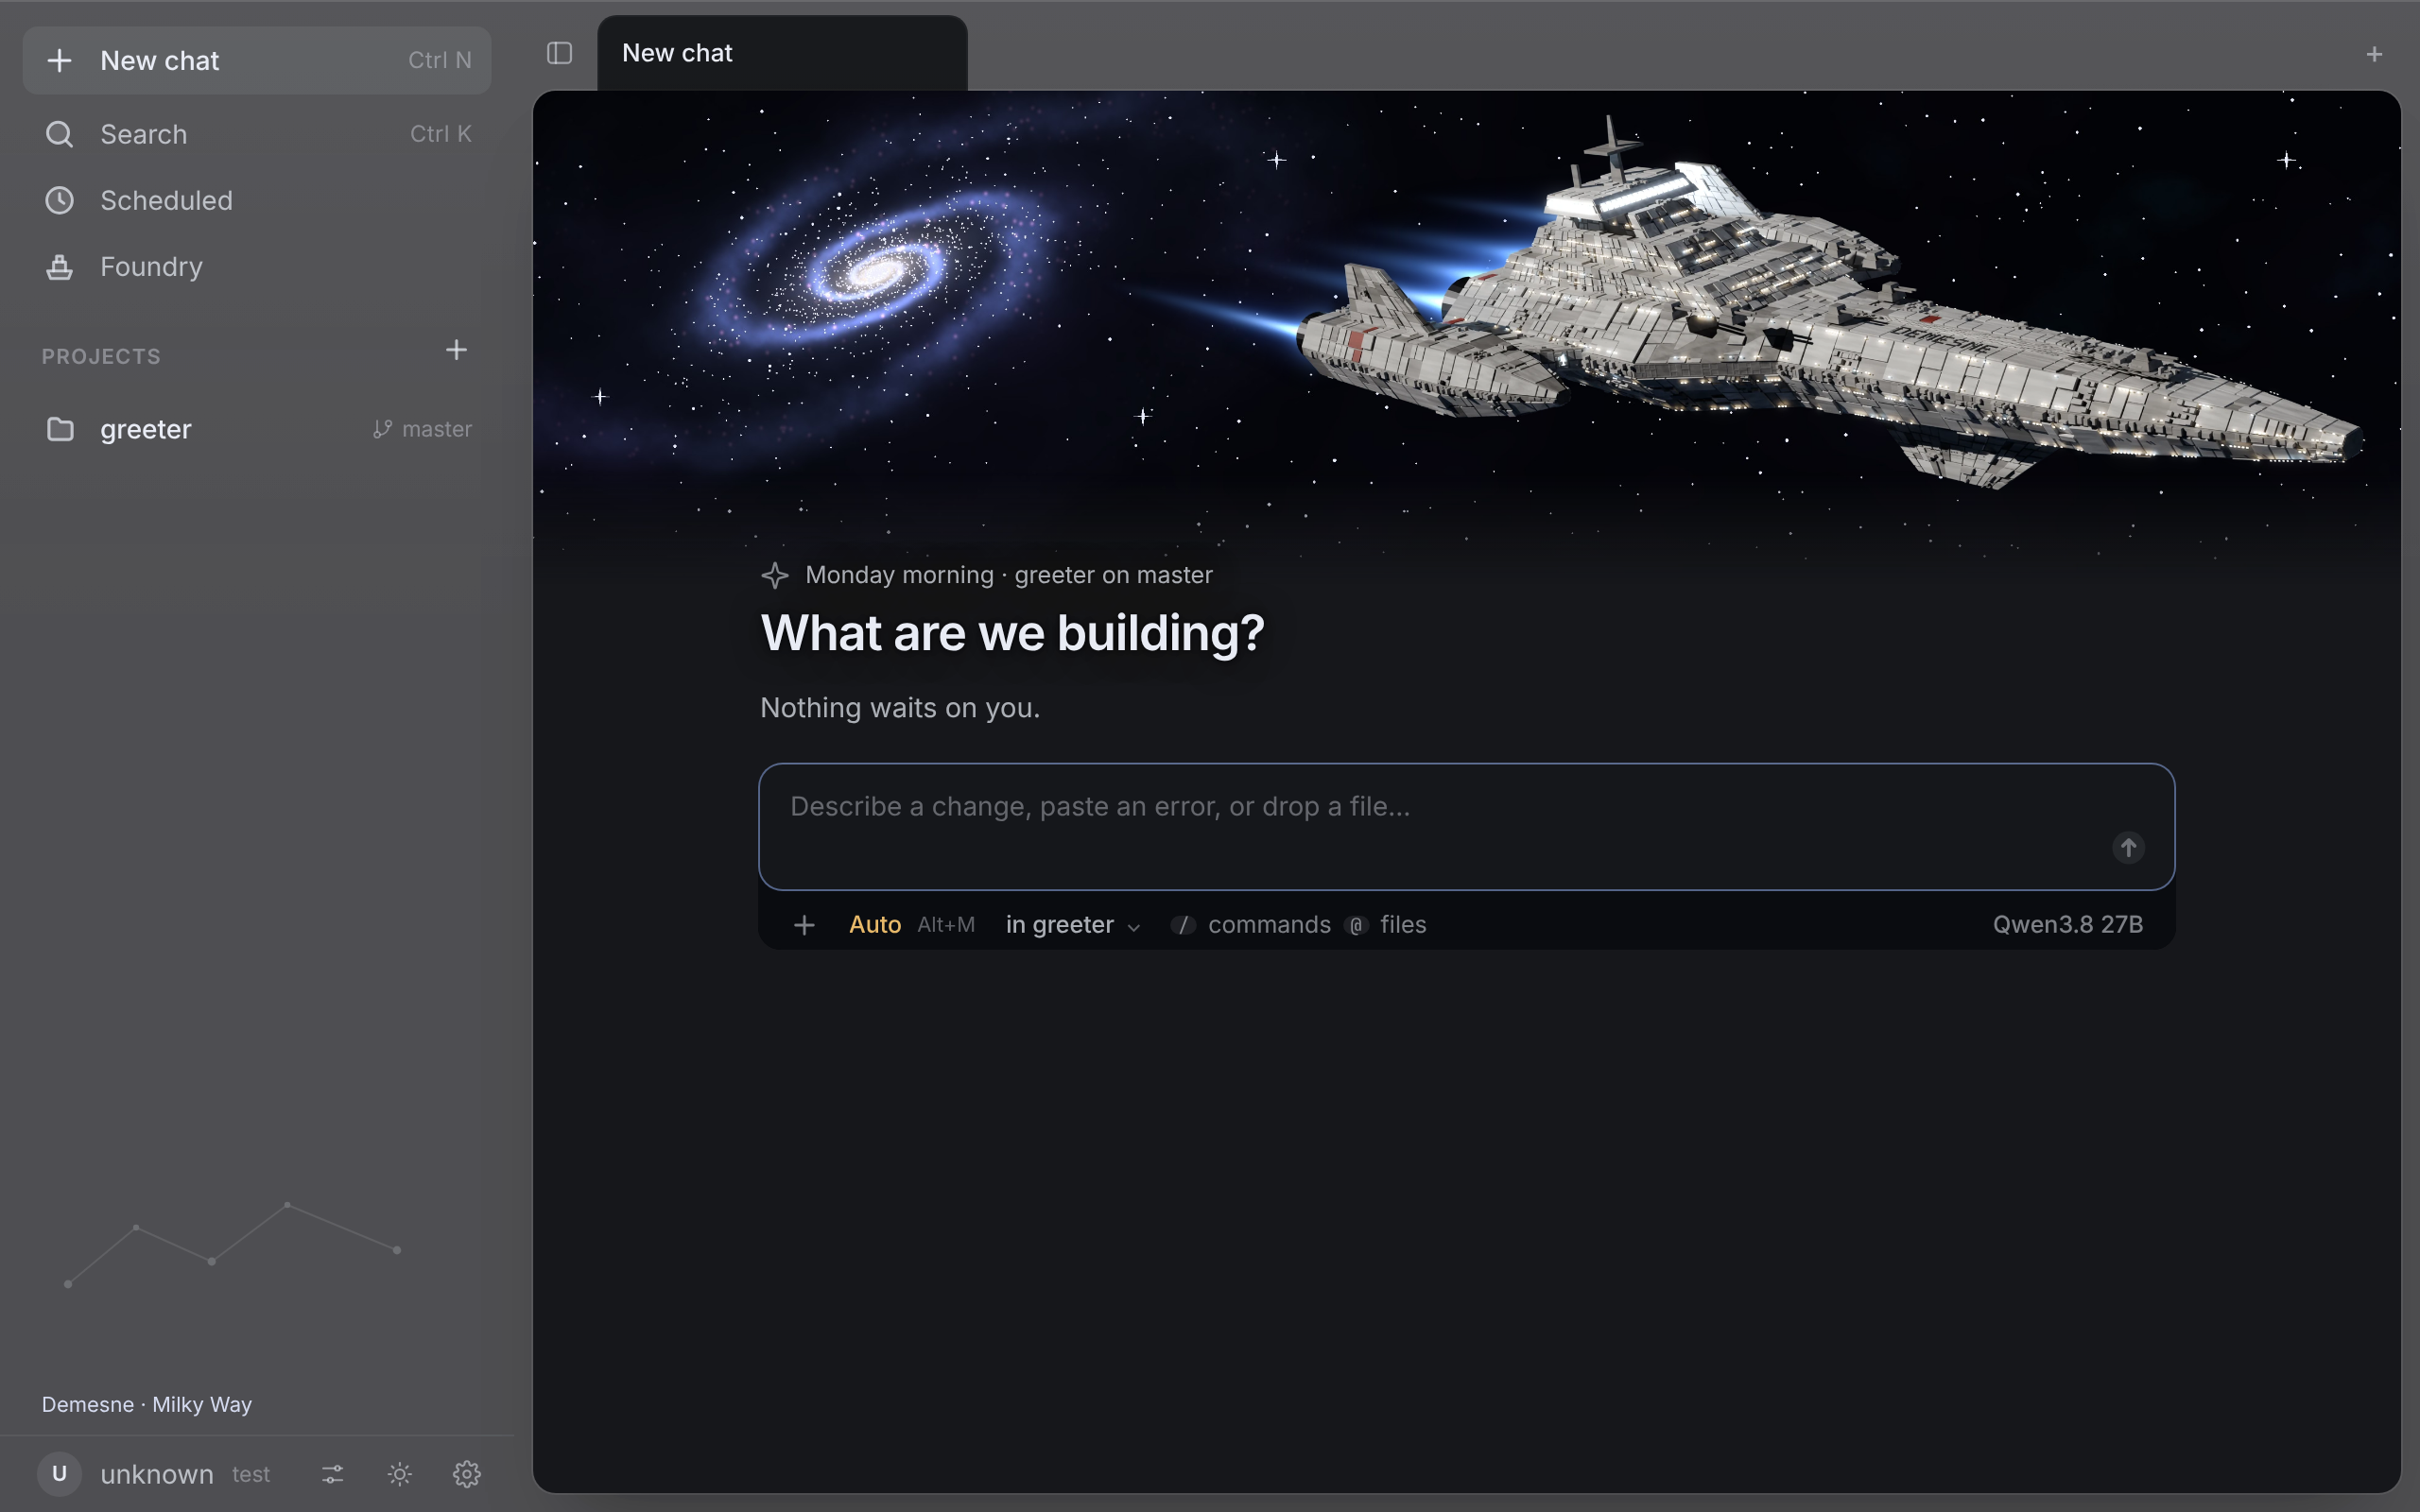 New chat Ctrl N
Search Ctrl K
Scheduled
Foundry
PROJECTS
greeter master
Demesne · Milky Way
U unknown test
New chat
DEMESNE
Monday morning · greeter on master
What are we building?
Nothing waits on you.
Describe a change, paste an error, or drop a file...
Auto Alt+M in greeter / commands @ files Qwen3.8 27B